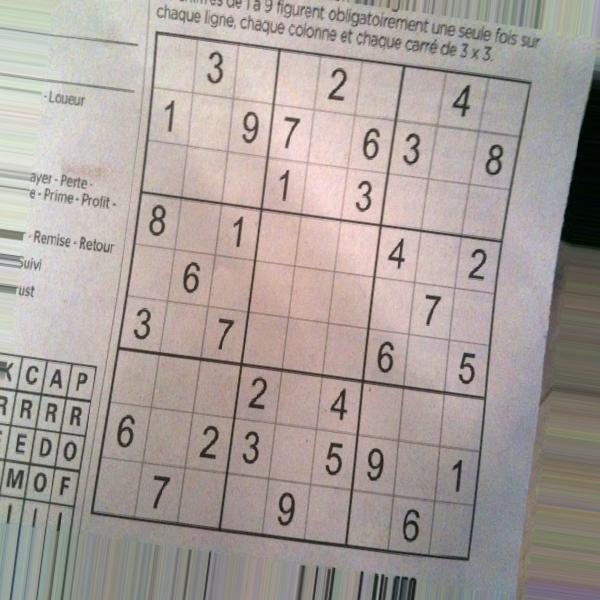 de 1 à 9 figurent obligatoirement une seule fois sur
chaque ligne, chaque colonne et chaque carré de 3 x 3.
- Loueur
ayer - Perte -
e - Prime - Profit -
- Remise - Retour
Suivi
rust
3 2 4
1 9 7 6 3 8
1 3
8 1 4 2
6 7
3 7 6 5
2 4
6 2 3 5 9 1
7 9 6
K C A P
R R R R
E E D O
M O F
I I I